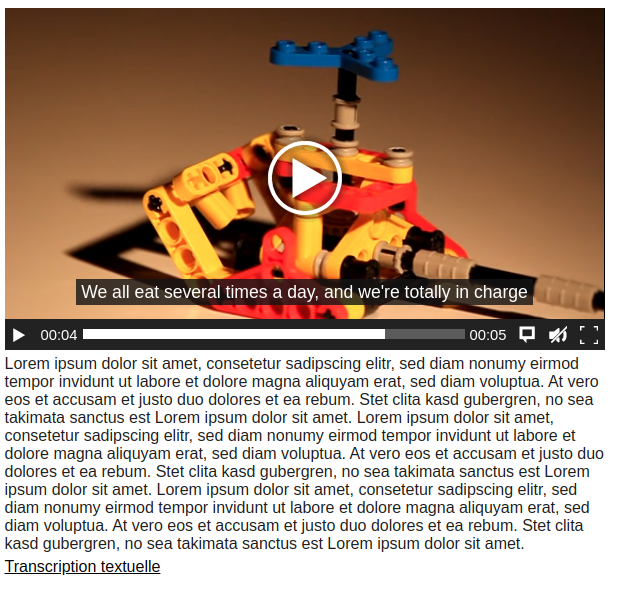 We all eat several times a day, and we're totally in charge
00:04 00:05
Lorem ipsum dolor sit amet, consetetur sadipscing elitr, sed diam nonumy eirmod
tempor invidunt ut labore et dolore magna aliquyam erat, sed diam voluptua. At vero
eos et accusam et justo duo dolores et ea rebum. Stet clita kasd gubergren, no sea
takimata sanctus est Lorem ipsum dolor sit amet. Lorem ipsum dolor sit amet,
consetetur sadipscing elitr, sed diam nonumy eirmod tempor invidunt ut labore et
dolore magna aliquyam erat, sed diam voluptua. At vero eos et accusam et justo duo
dolores et ea rebum. Stet clita kasd gubergren, no sea takimata sanctus est Lorem
ipsum dolor sit amet. Lorem ipsum dolor sit amet, consetetur sadipscing elitr, sed
diam nonumy eirmod tempor invidunt ut labore et dolore magna aliquyam erat, sed
diam voluptua. At vero eos et accusam et justo duo dolores et ea rebum. Stet clita
kasd gubergren, no sea takimata sanctus est Lorem ipsum dolor sit amet.
Transcription textuelle